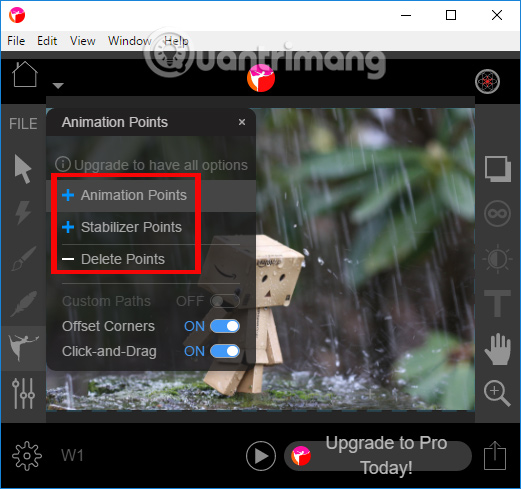 File Edit View Window Help
Quantrimang
FILE
Animation Points ×
Upgrade to have all options
+ Animation Points
+ Stabilizer Points
− Delete Points
Custom Paths OFF
Offset Corners ON
Click-and-Drag ON
T
W1
Upgrade to Pro
Today!